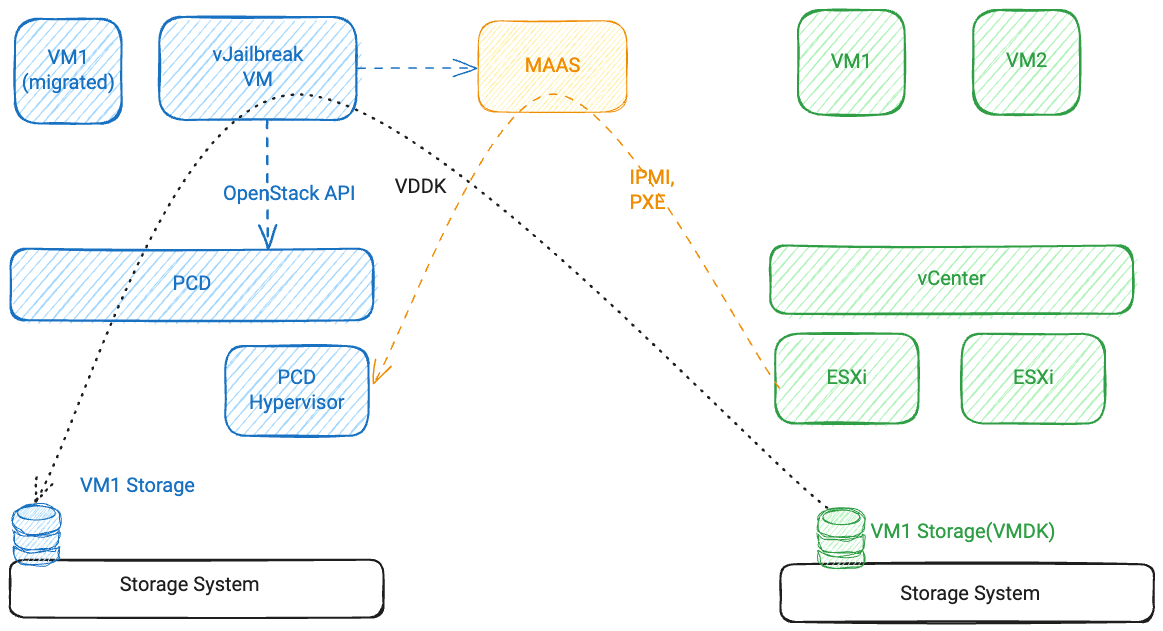 VM1
(migrated)
vJailbreak
VM
MAAS
VM1
VM2
OpenStack API
VDDK
IPMI,
PXE
PCD
vCenter
PCD
Hypervisor
ESXi
ESXi
VM1 Storage
VM1 Storage(VMDK)
Storage System
Storage System